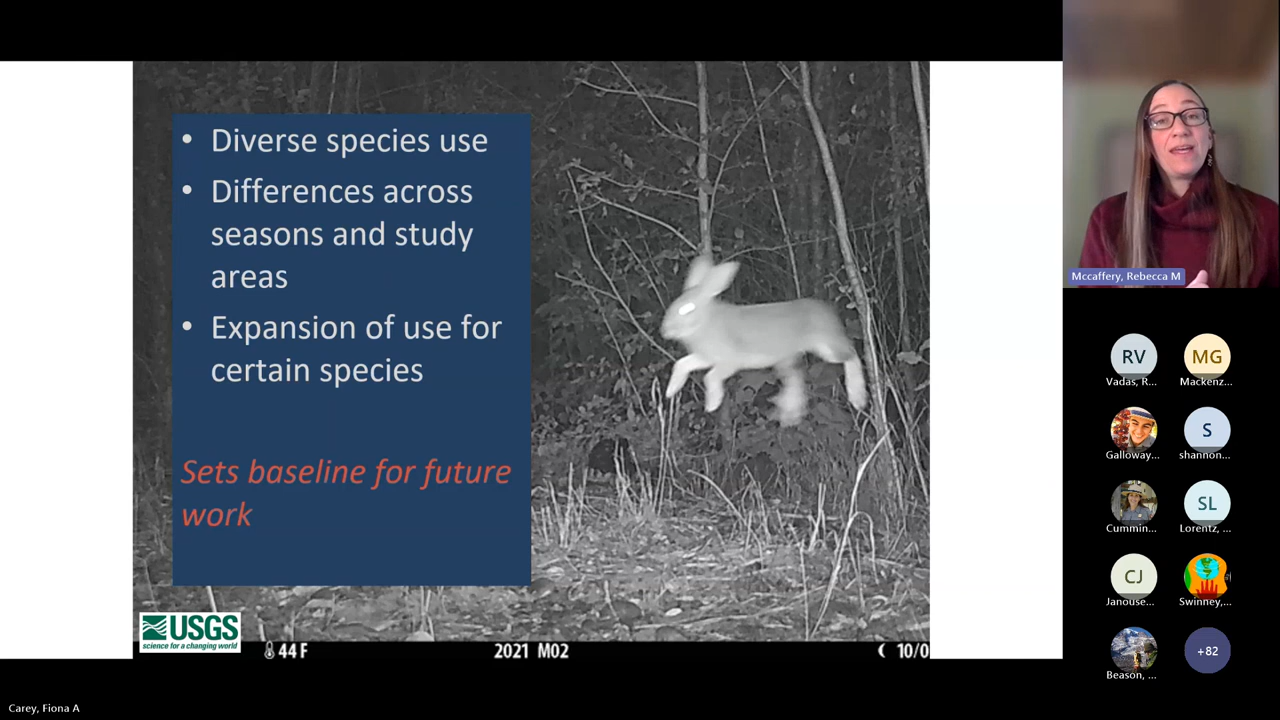 • Diverse species use
• Differences across
seasons and study
areas
• Expansion of use for
certain species
Sets baseline for future
work
USGS
science for a changing world
44 F
2021 M02
10/0
Mccaffery, Rebecca M
RV
MG
Vadas, R...
Mackenz...
S
Galloway...
shannon...
SL
Cummin...
Lorentz, ...
CJ
Janouse...
Swinney,...
+82
Beason, ...
Carey, Fiona A